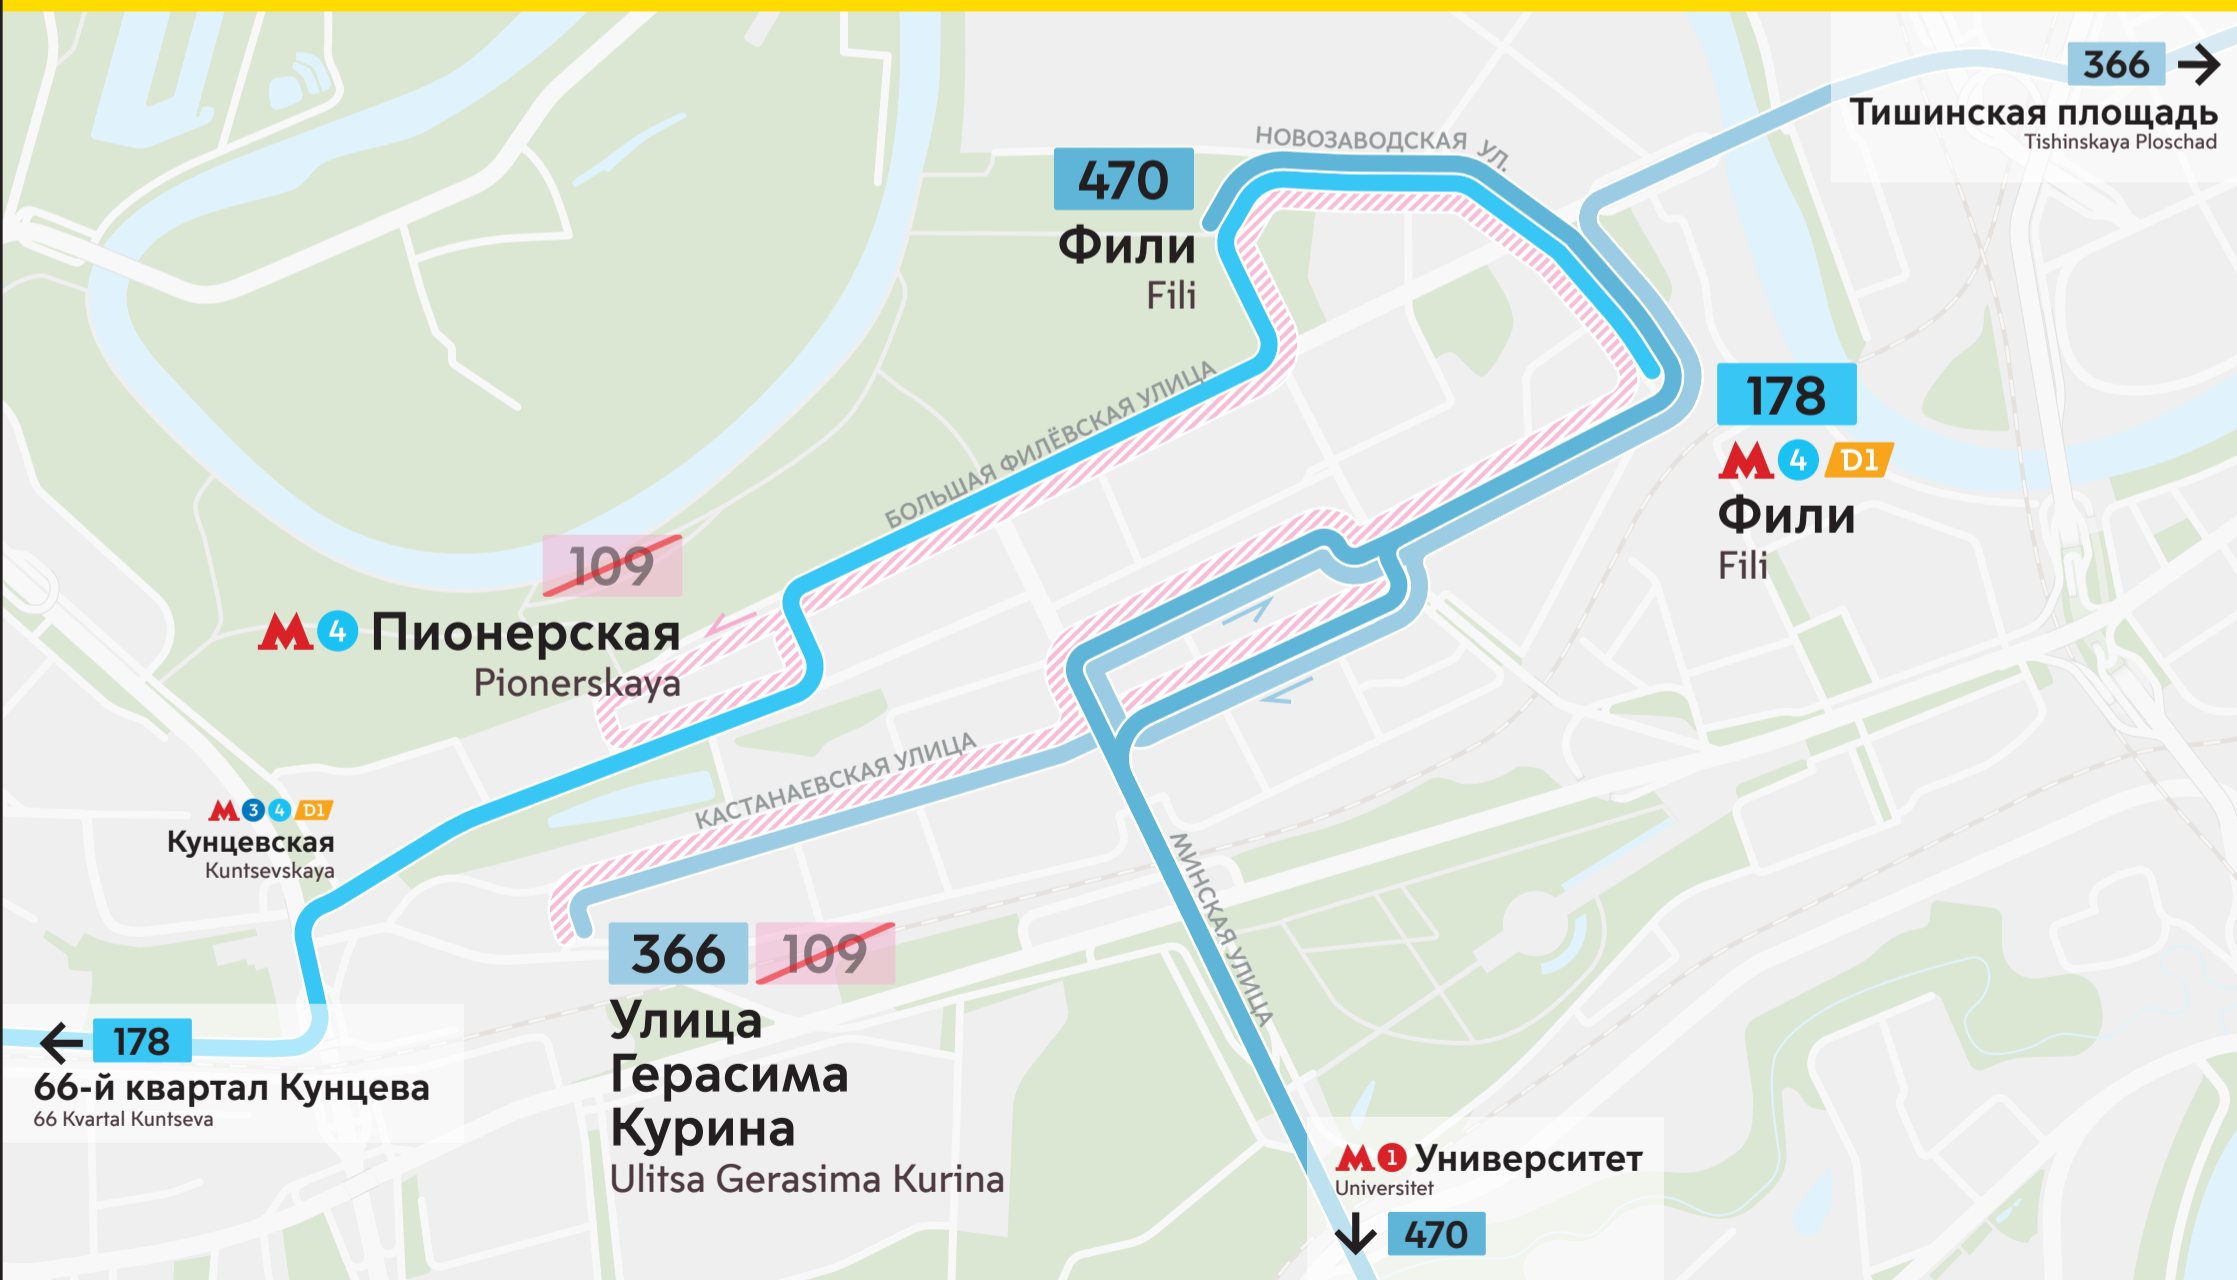 366
Тишинская площадь
Tishinskaya Ploschad
НОВОЗАВОДСКАЯ УЛ.
470
Фили
Fili
178
М 4 D1
Фили
Fili
БОЛЬШАЯ ФИЛЁВСКАЯ УЛИЦА
109
М 4 Пионерская
Pionerskaya
КАСТАНАЕВСКАЯ УЛИЦА
М 3 4 D1
Кунцевская
Kuntsevskaya
МИНСКАЯ УЛИЦА
366 109
Улица
Герасима
Курина
Ulitsa Gerasima Kurina
178
66-й квартал Кунцева
66 Kvartal Kuntseva
М 1 Университет
Universitet
470